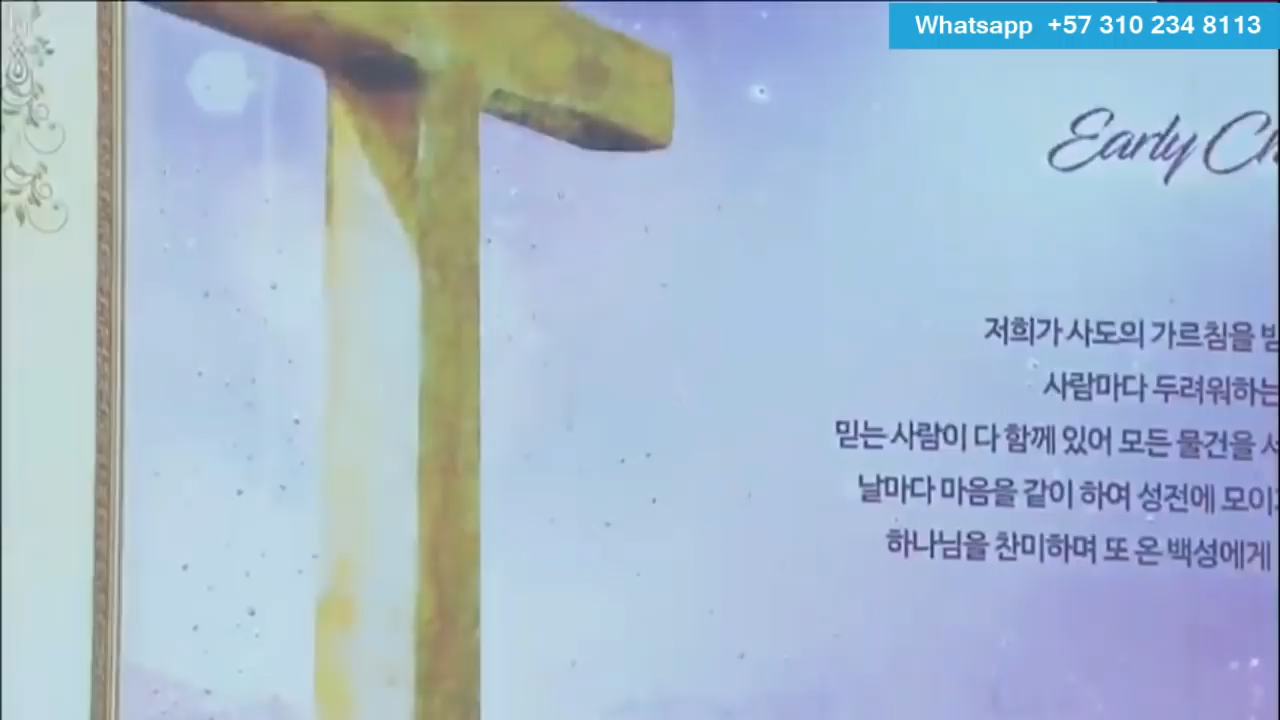 Whatsapp +57 310 234 8113
Early
저희가 사도의 가르침을
사람마다 두려워하는
믿는 사람이 다 함께 있어 모든 물건을
날마다 마음을 같이 하여 성전에
하나님을 찬미하며 또 온 백성에게